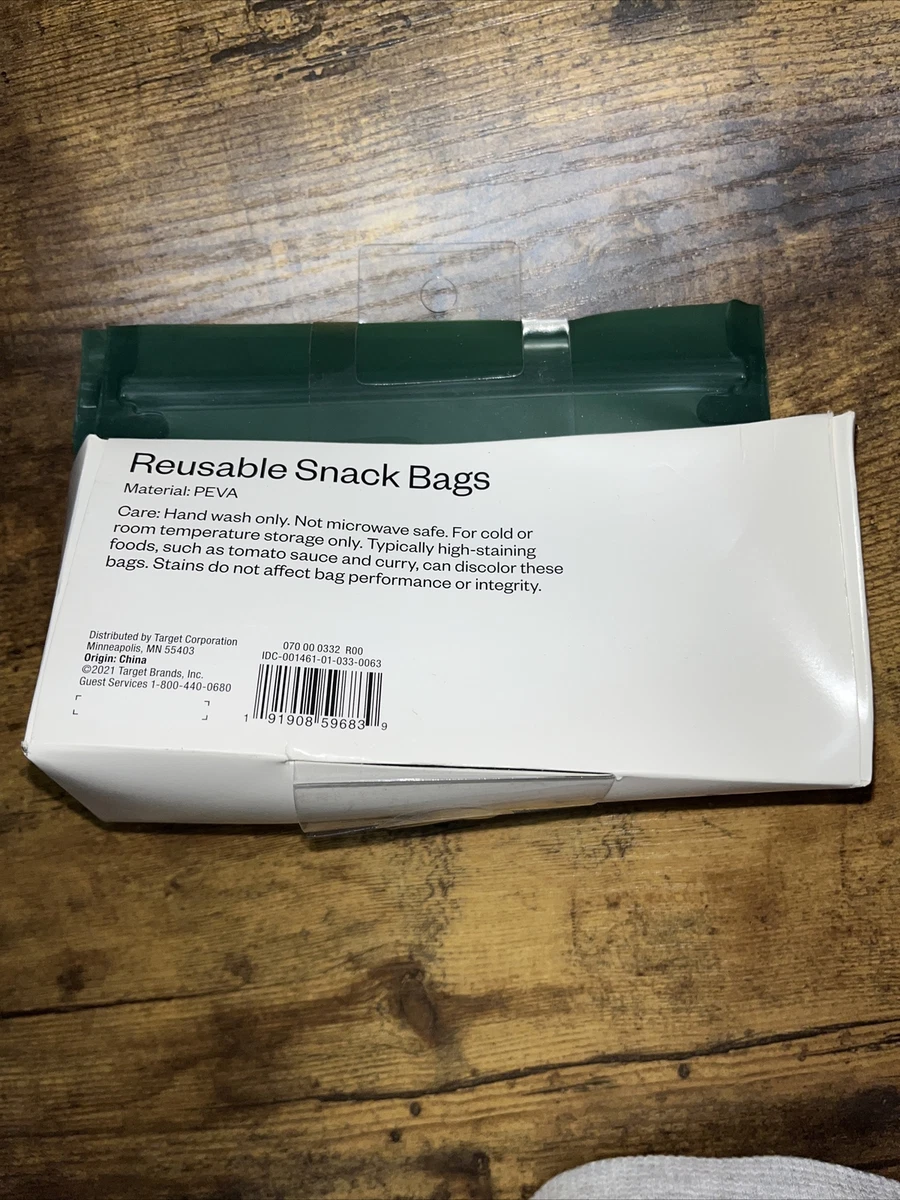 Reusable Snack Bags
Material: PEVA
Care: Hand wash only. Not microwave safe. For cold or
room temperature storage only. Typically high-staining
foods, such as tomato sauce and curry, can discolor these
bags. Stains do not affect bag performance or integrity.
Distributed by Target Corporation
Minneapolis, MN 55403
Origin: China
©2021 Target Brands, Inc.
Guest Services 1-800-440-0680
070 00 0332 R00
IDC-001461-01-033-0063
1 91908 59683 9